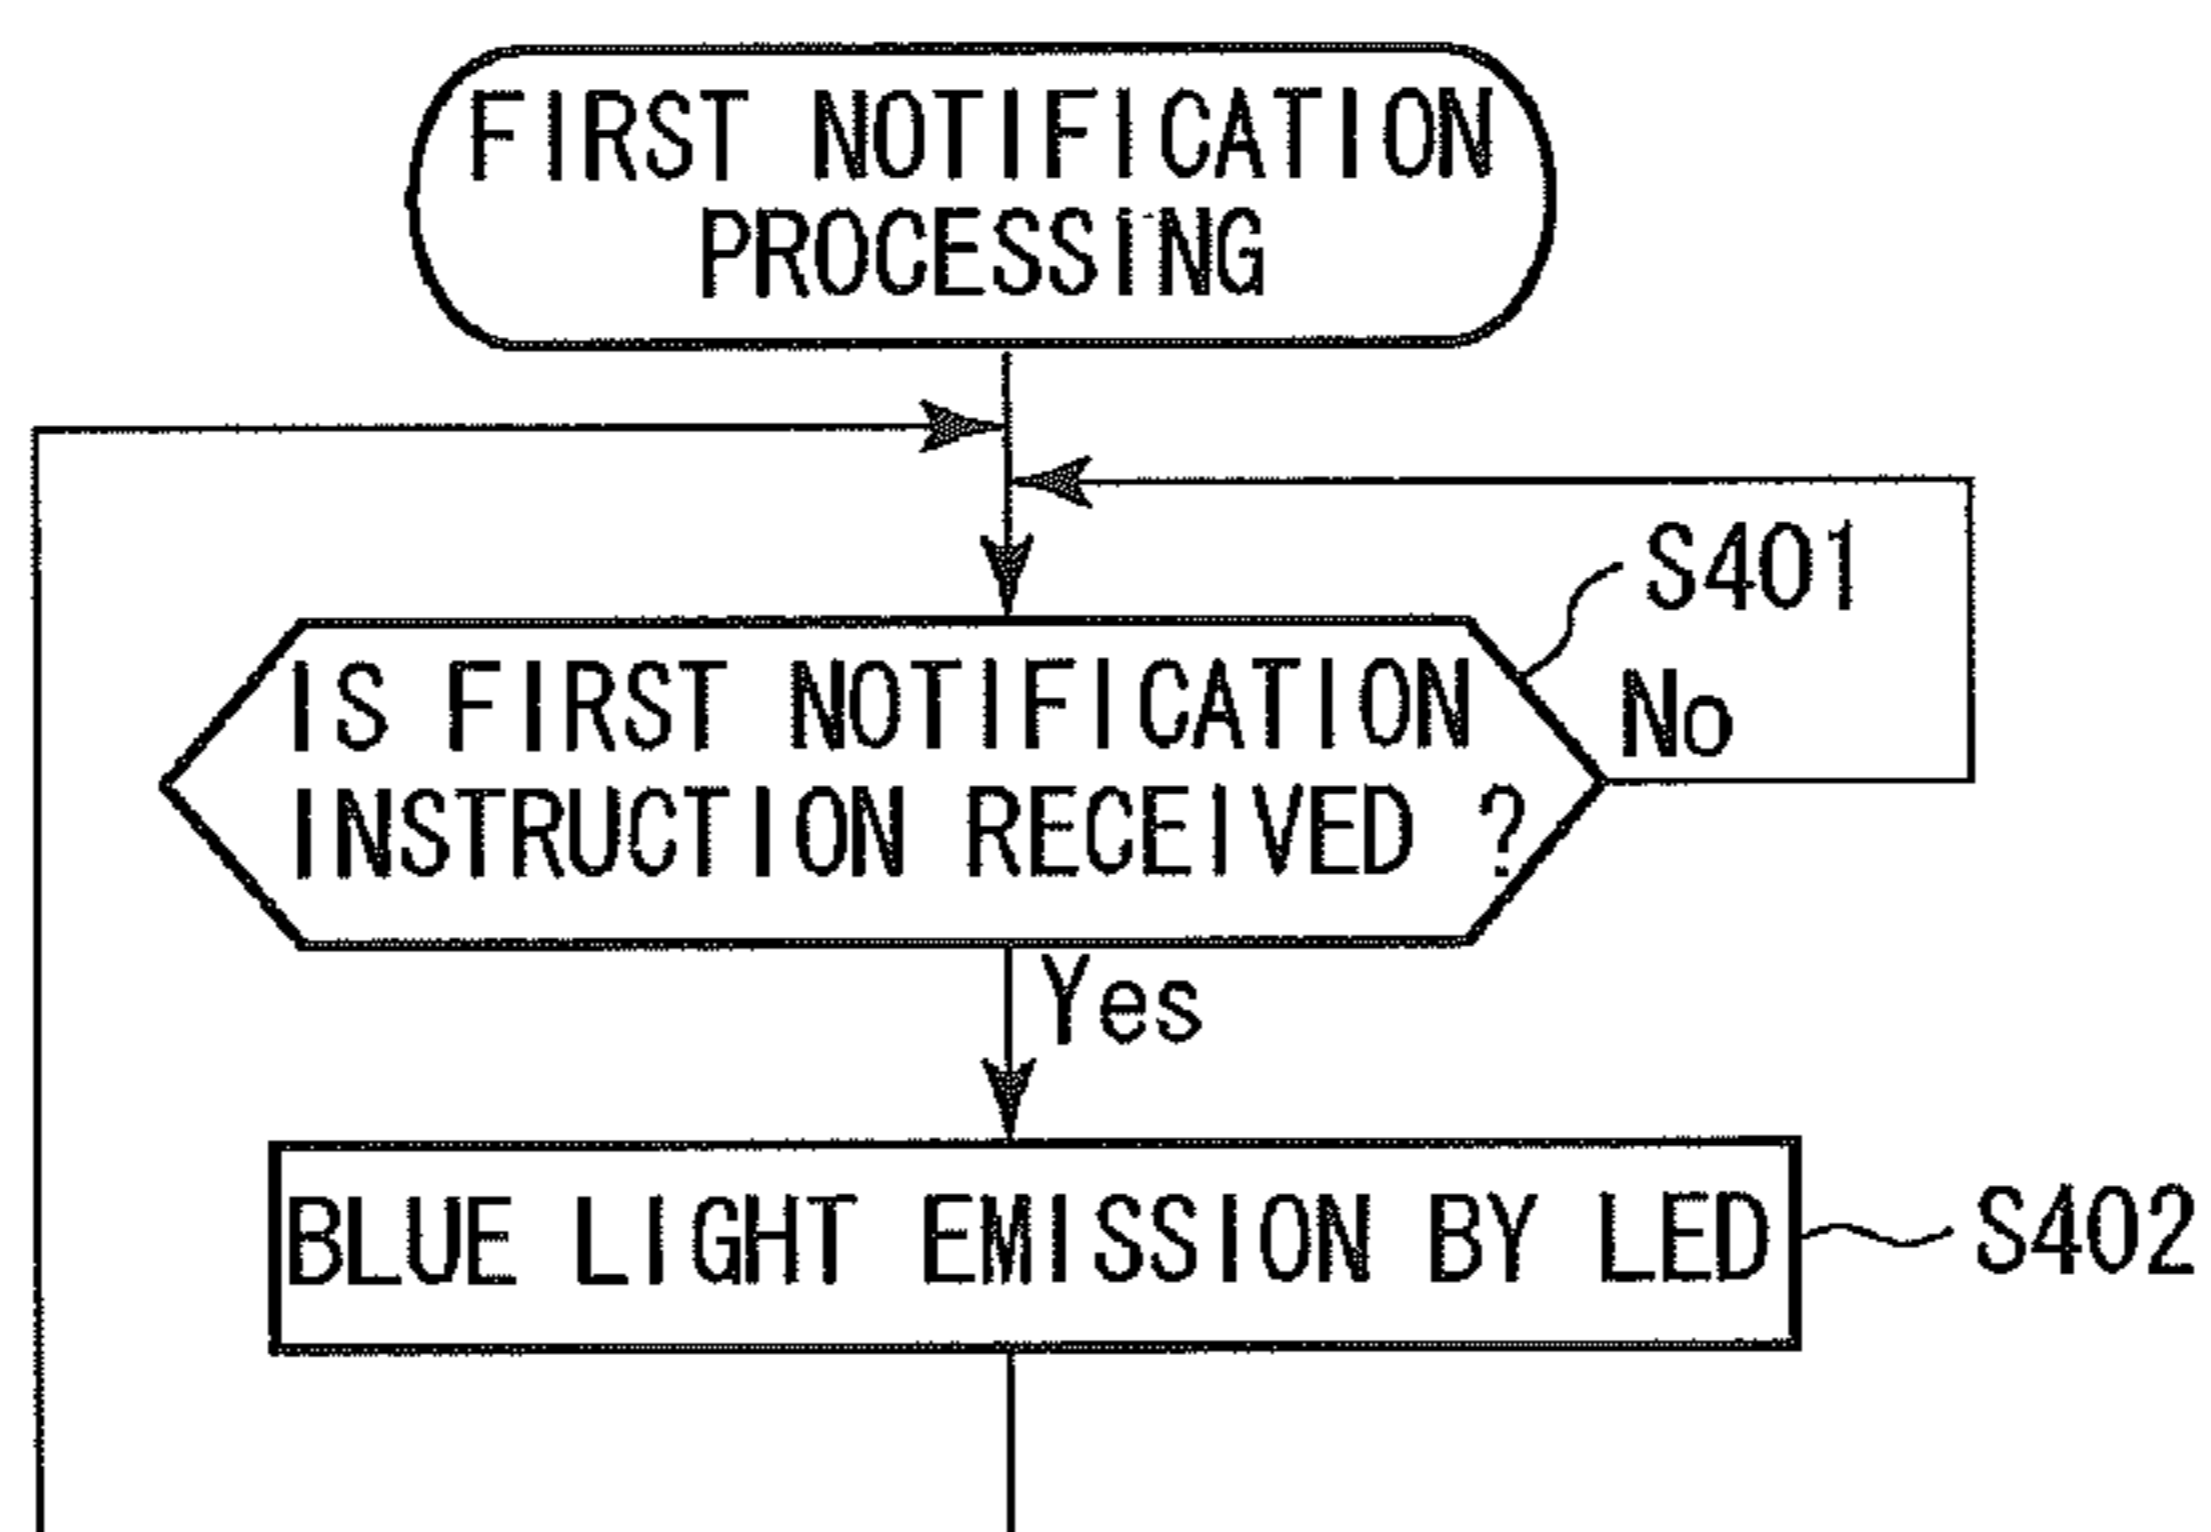 FIRST NOTIFICATION
PROCESSING
S401
IS FIRST NOTIFICATION
No
INSTRUCTION RECEIVED ?
Yes
BLUE LIGHT EMISSION BY LED
S402